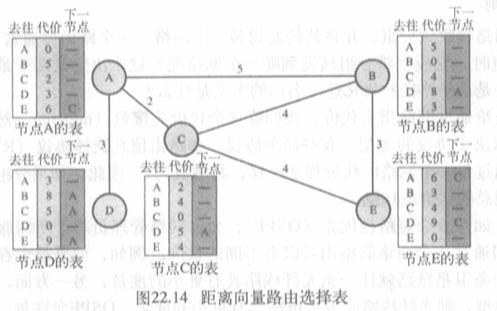 下一
去往 代价 节点
A 0 —
B 5 —
C 2 —
D 3 —
E 6 C
节点A的表
A
5
B
下一
去往 代价 节点
A 5 —
B 0 —
C 4 —
D 8 A
E 3 —
节点B的表
2
4
C
3
3
4
D
E
下一
去往 代价 节点
A 3 —
B 8 A
C 5 A
D 0 —
E 9 A
节点D的表
下一
去往 代价 节点
A 2 —
B 4 —
C 0 —
D 5 A
E 4 —
节点C的表
下一
去往 代价 节点
A 6 C
B 3 —
C 4 —
D 9 C
E 0 —
节点E的表
图22.14 距离向量路由选择表